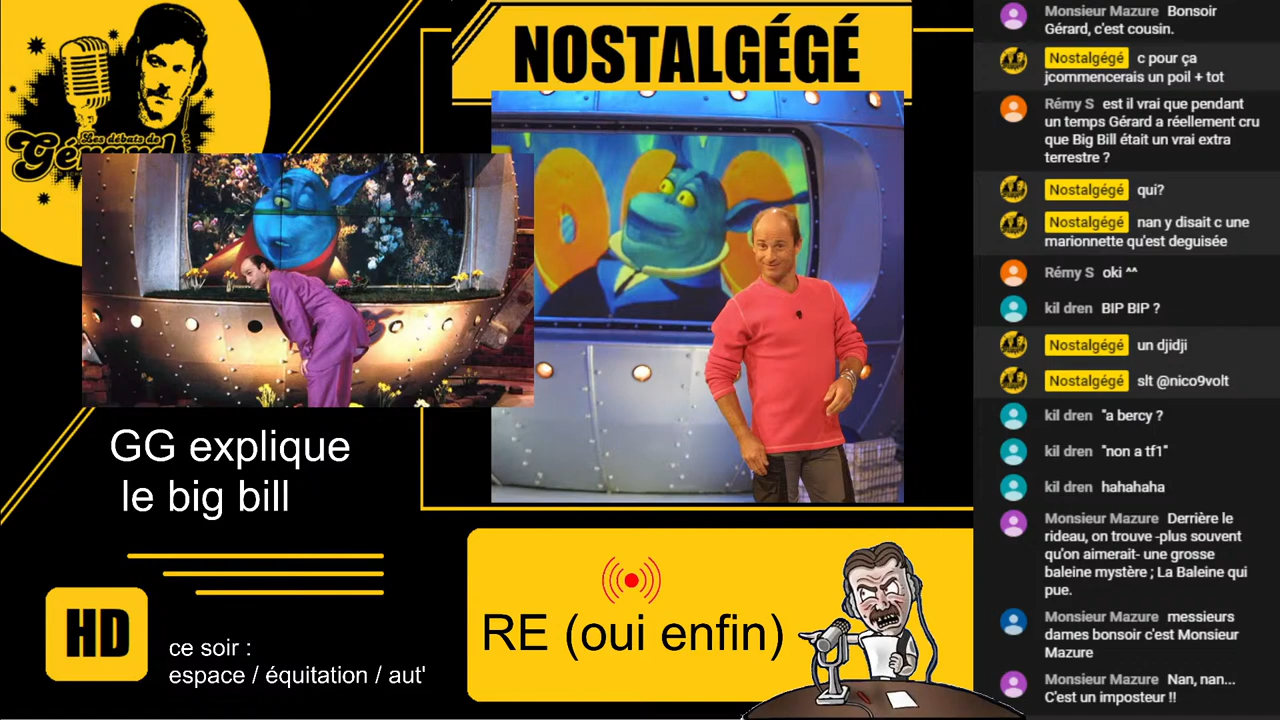 Les débats de
Gérard
NOSTALGÉGÉ
GG explique
le big bill
HD
ce soir :
espace / équitation / aut'
RE (oui enfin)
Monsieur Mazure Bonsoir
Gérard, c'est cousin.
Nostalgégé c pour ça
jcommencerais un poil + tot
Rémy S est il vrai que pendant
un temps Gérard a réellement cru
que Big Bill était un vrai extra
terrestre ?
Nostalgégé qui?
Nostalgégé nan y disait c une
marionnette qu'est deguisée
Rémy S oki ^^
kil dren BIP BIP ?
Nostalgégé un djidji
Nostalgégé slt @nico9volt
kil dren "a bercy ?
kil dren "non a tf1"
kil dren hahahaha
Monsieur Mazure Derrière le
rideau, on trouve -plus souvent
qu'on aimerait- une grosse
baleine mystère ; La Baleine qui
pue.
Monsieur Mazure messieurs
dames bonsoir c'est Monsieur
Mazure
Monsieur Mazure Nan, nan...
C'est un imposteur !!